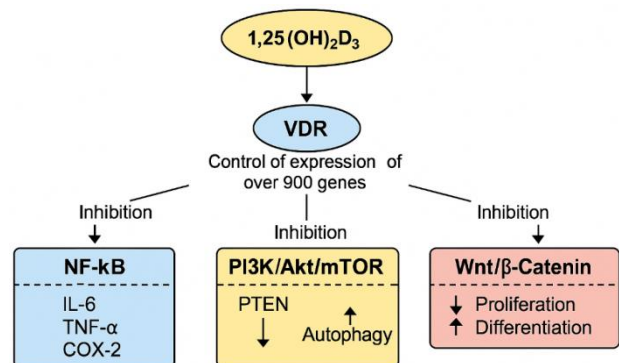 1,25(OH)₂D₃
VDR
Control of expression of
over 900 genes
Inhibition
Inhibition
Inhibition
NF-kB
IL-6
TNF-α
COX-2
PI3K/Akt/mTOR
PTEN
↓
↑
Autophagy
Wnt/β-Catenin
↓ Proliferation
↑ Differentiation